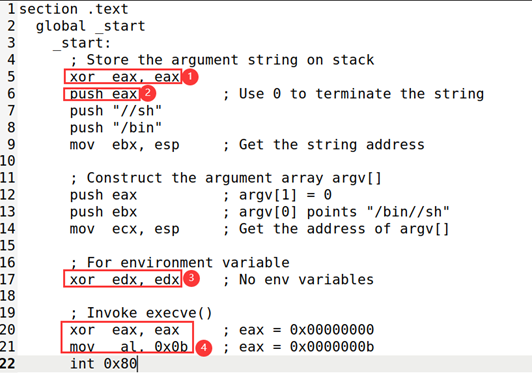 1 section .text
2 global _start
3 _start:
4 ; Store the argument string on stack
5 xor eax, eax 1
6 push eax 2 ; Use 0 to terminate the string
7 push "//sh"
8 push "/bin"
9 mov ebx, esp ; Get the string address
10
11 ; Construct the argument array argv[]
12 push eax ; argv[1] = 0
13 push ebx ; argv[0] points "/bin//sh"
14 mov ecx, esp ; Get the address of argv[]
15
16 ; For environment variable
17 xor edx, edx 3 ; No env variables
18
19 ; Invoke execve()
20 xor eax, eax ; eax = 0x00000000
21 mov al, 0x0b 4 ; eax = 0x0000000b
22 int 0x80